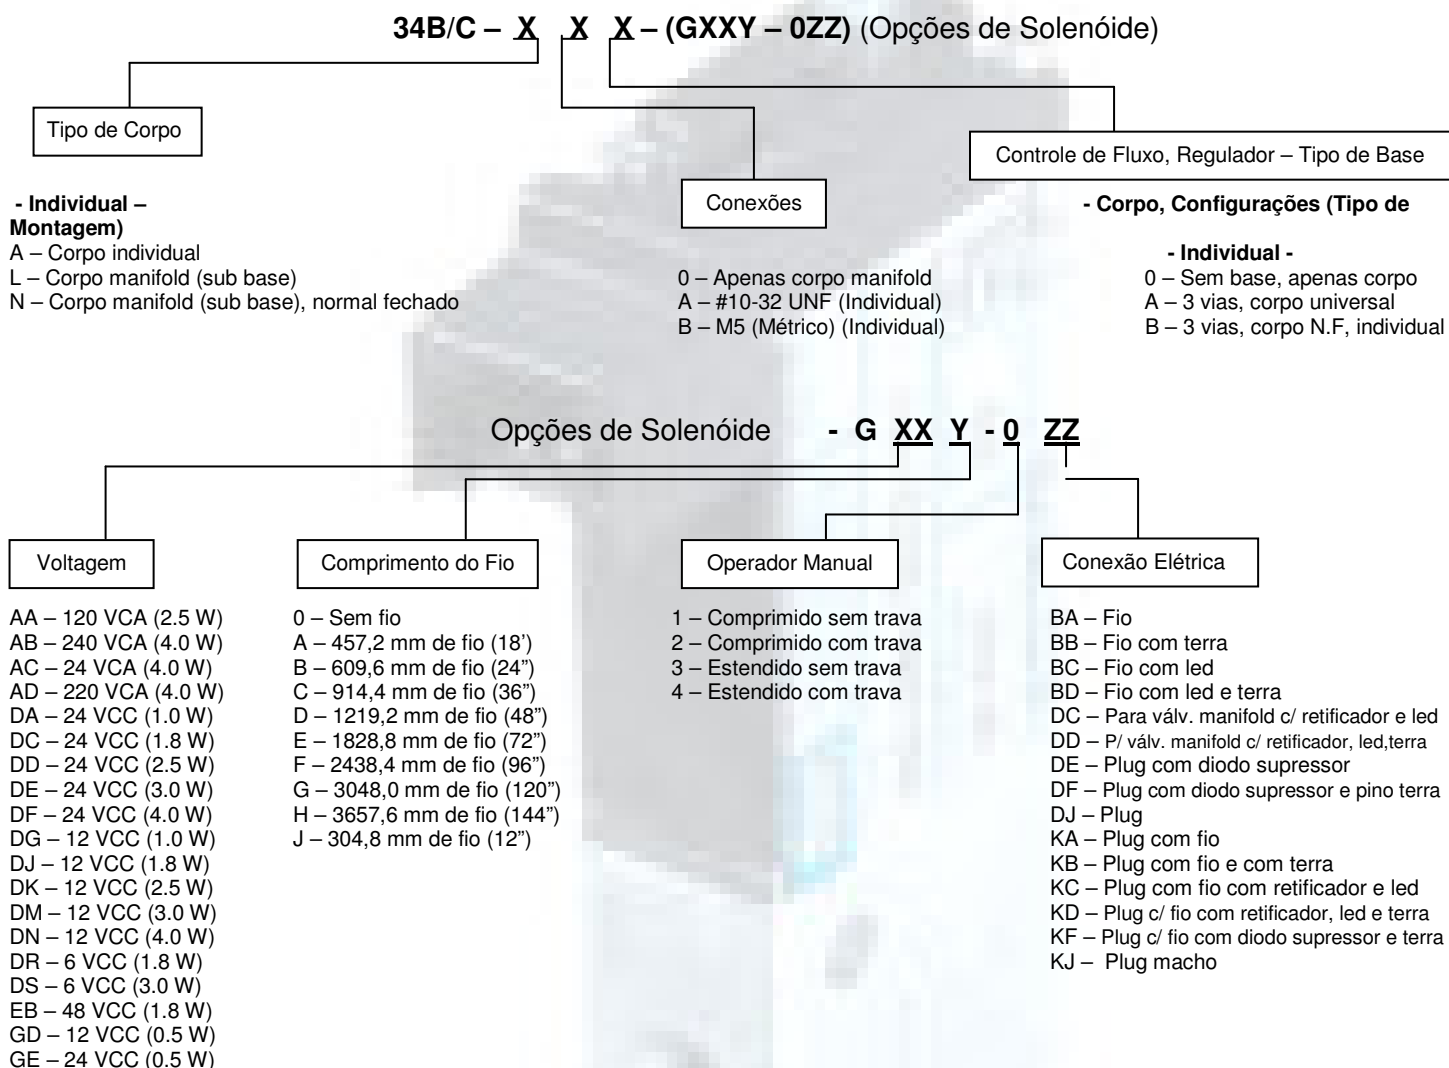 34B/C – X X X – (GXXY – 0ZZ) (Opções de Solenóide)
Tipo de Corpo
Conexões
Controle de Fluxo, Regulador – Tipo de Base
- Individual –
Montagem)
A – Corpo individual
L – Corpo manifold (sub base)
N – Corpo manifold (sub base), normal fechado
0 – Apenas corpo manifold
A – #10-32 UNF (Individual)
B – M5 (Métrico) (Individual)
- Corpo, Configurações (Tipo de
- Individual -
0 – Sem base, apenas corpo
A – 3 vias, corpo universal
B – 3 vias, corpo N.F, individual
Opções de Solenóide - G XX Y - 0 ZZ
Voltagem
AA – 120 VCA (2.5 W)
AB – 240 VCA (4.0 W)
AC – 24 VCA (4.0 W)
AD – 220 VCA (4.0 W)
DA – 24 VCC (1.0 W)
DC – 24 VCC (1.8 W)
DD – 24 VCC (2.5 W)
DE – 24 VCC (3.0 W)
DF – 24 VCC (4.0 W)
DG – 12 VCC (1.0 W)
DJ – 12 VCC (1.8 W)
DK – 12 VCC (2.5 W)
DM – 12 VCC (3.0 W)
DN – 12 VCC (4.0 W)
DR – 6 VCC (1.8 W)
DS – 6 VCC (3.0 W)
EB – 48 VCC (1.8 W)
GD – 12 VCC (0.5 W)
GE – 24 VCC (0.5 W)
Comprimento do Fio
0 – Sem fio
A – 457,2 mm de fio (18’)
B – 609,6 mm de fio (24”)
C – 914,4 mm de fio (36”)
D – 1219,2 mm de fio (48”)
E – 1828,8 mm de fio (72”)
F – 2438,4 mm de fio (96”)
G – 3048,0 mm de fio (120”)
H – 3657,6 mm de fio (144”)
J – 304,8 mm de fio (12”)
Operador Manual
1 – Comprimido sem trava
2 – Comprimido com trava
3 – Estendido sem trava
4 – Estendido com trava
Conexão Elétrica
BA – Fio
BB – Fio com terra
BC – Fio com led
BD – Fio com led e terra
DC – Para válv. manifold c/ retificador e led
DD – P/ válv. manifold c/ retificador, led,terra
DE – Plug com diodo supressor
DF – Plug com diodo supressor e pino terra
DJ – Plug
KA – Plug com fio
KB – Plug com fio e com terra
KC – Plug com fio com retificador e led
KD – Plug c/ fio com retificador, led e terra
KF – Plug c/ fio com diodo supressor e terra
KJ – Plug macho